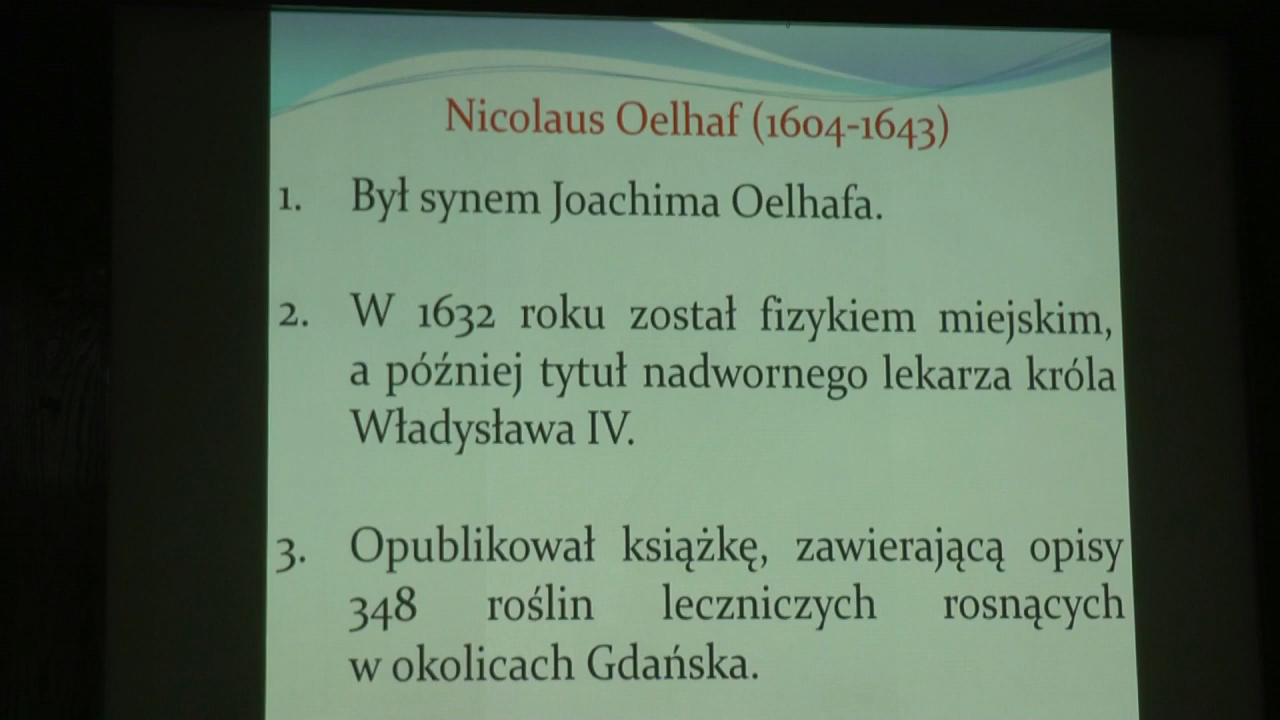 Nicolaus Oelhaf (1604-1643)
1. Był synem Joachima Oelhafa.
2. W 1632 roku został fizykiem miejskim,
a później tytuł nadwornego lekarza króla
Władysława IV.
3. Opublikował książkę, zawierającą opisy
348 roślin leczniczych rosnących
w okolicach Gdańska.